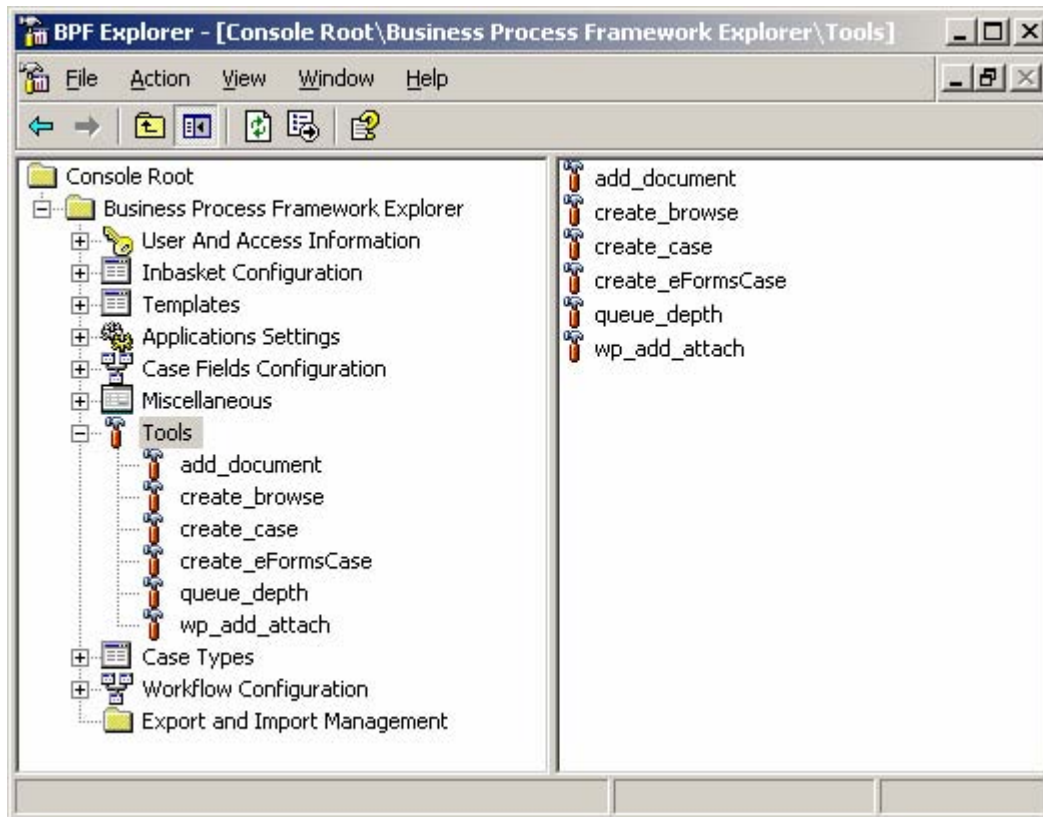 BPF Explorer - [Console Root\Business Process Framework Explorer\Tools]
File Action View Window Help
Console Root
Business Process Framework Explorer
User And Access Information
Inbasket Configuration
Templates
Applications Settings
Case Fields Configuration
Miscellaneous
Tools
add_document
create_browse
create_case
create_eFormsCase
queue_depth
wp_add_attach
Case Types
Workflow Configuration
Export and Import Management
add_document
create_browse
create_case
create_eFormsCase
queue_depth
wp_add_attach